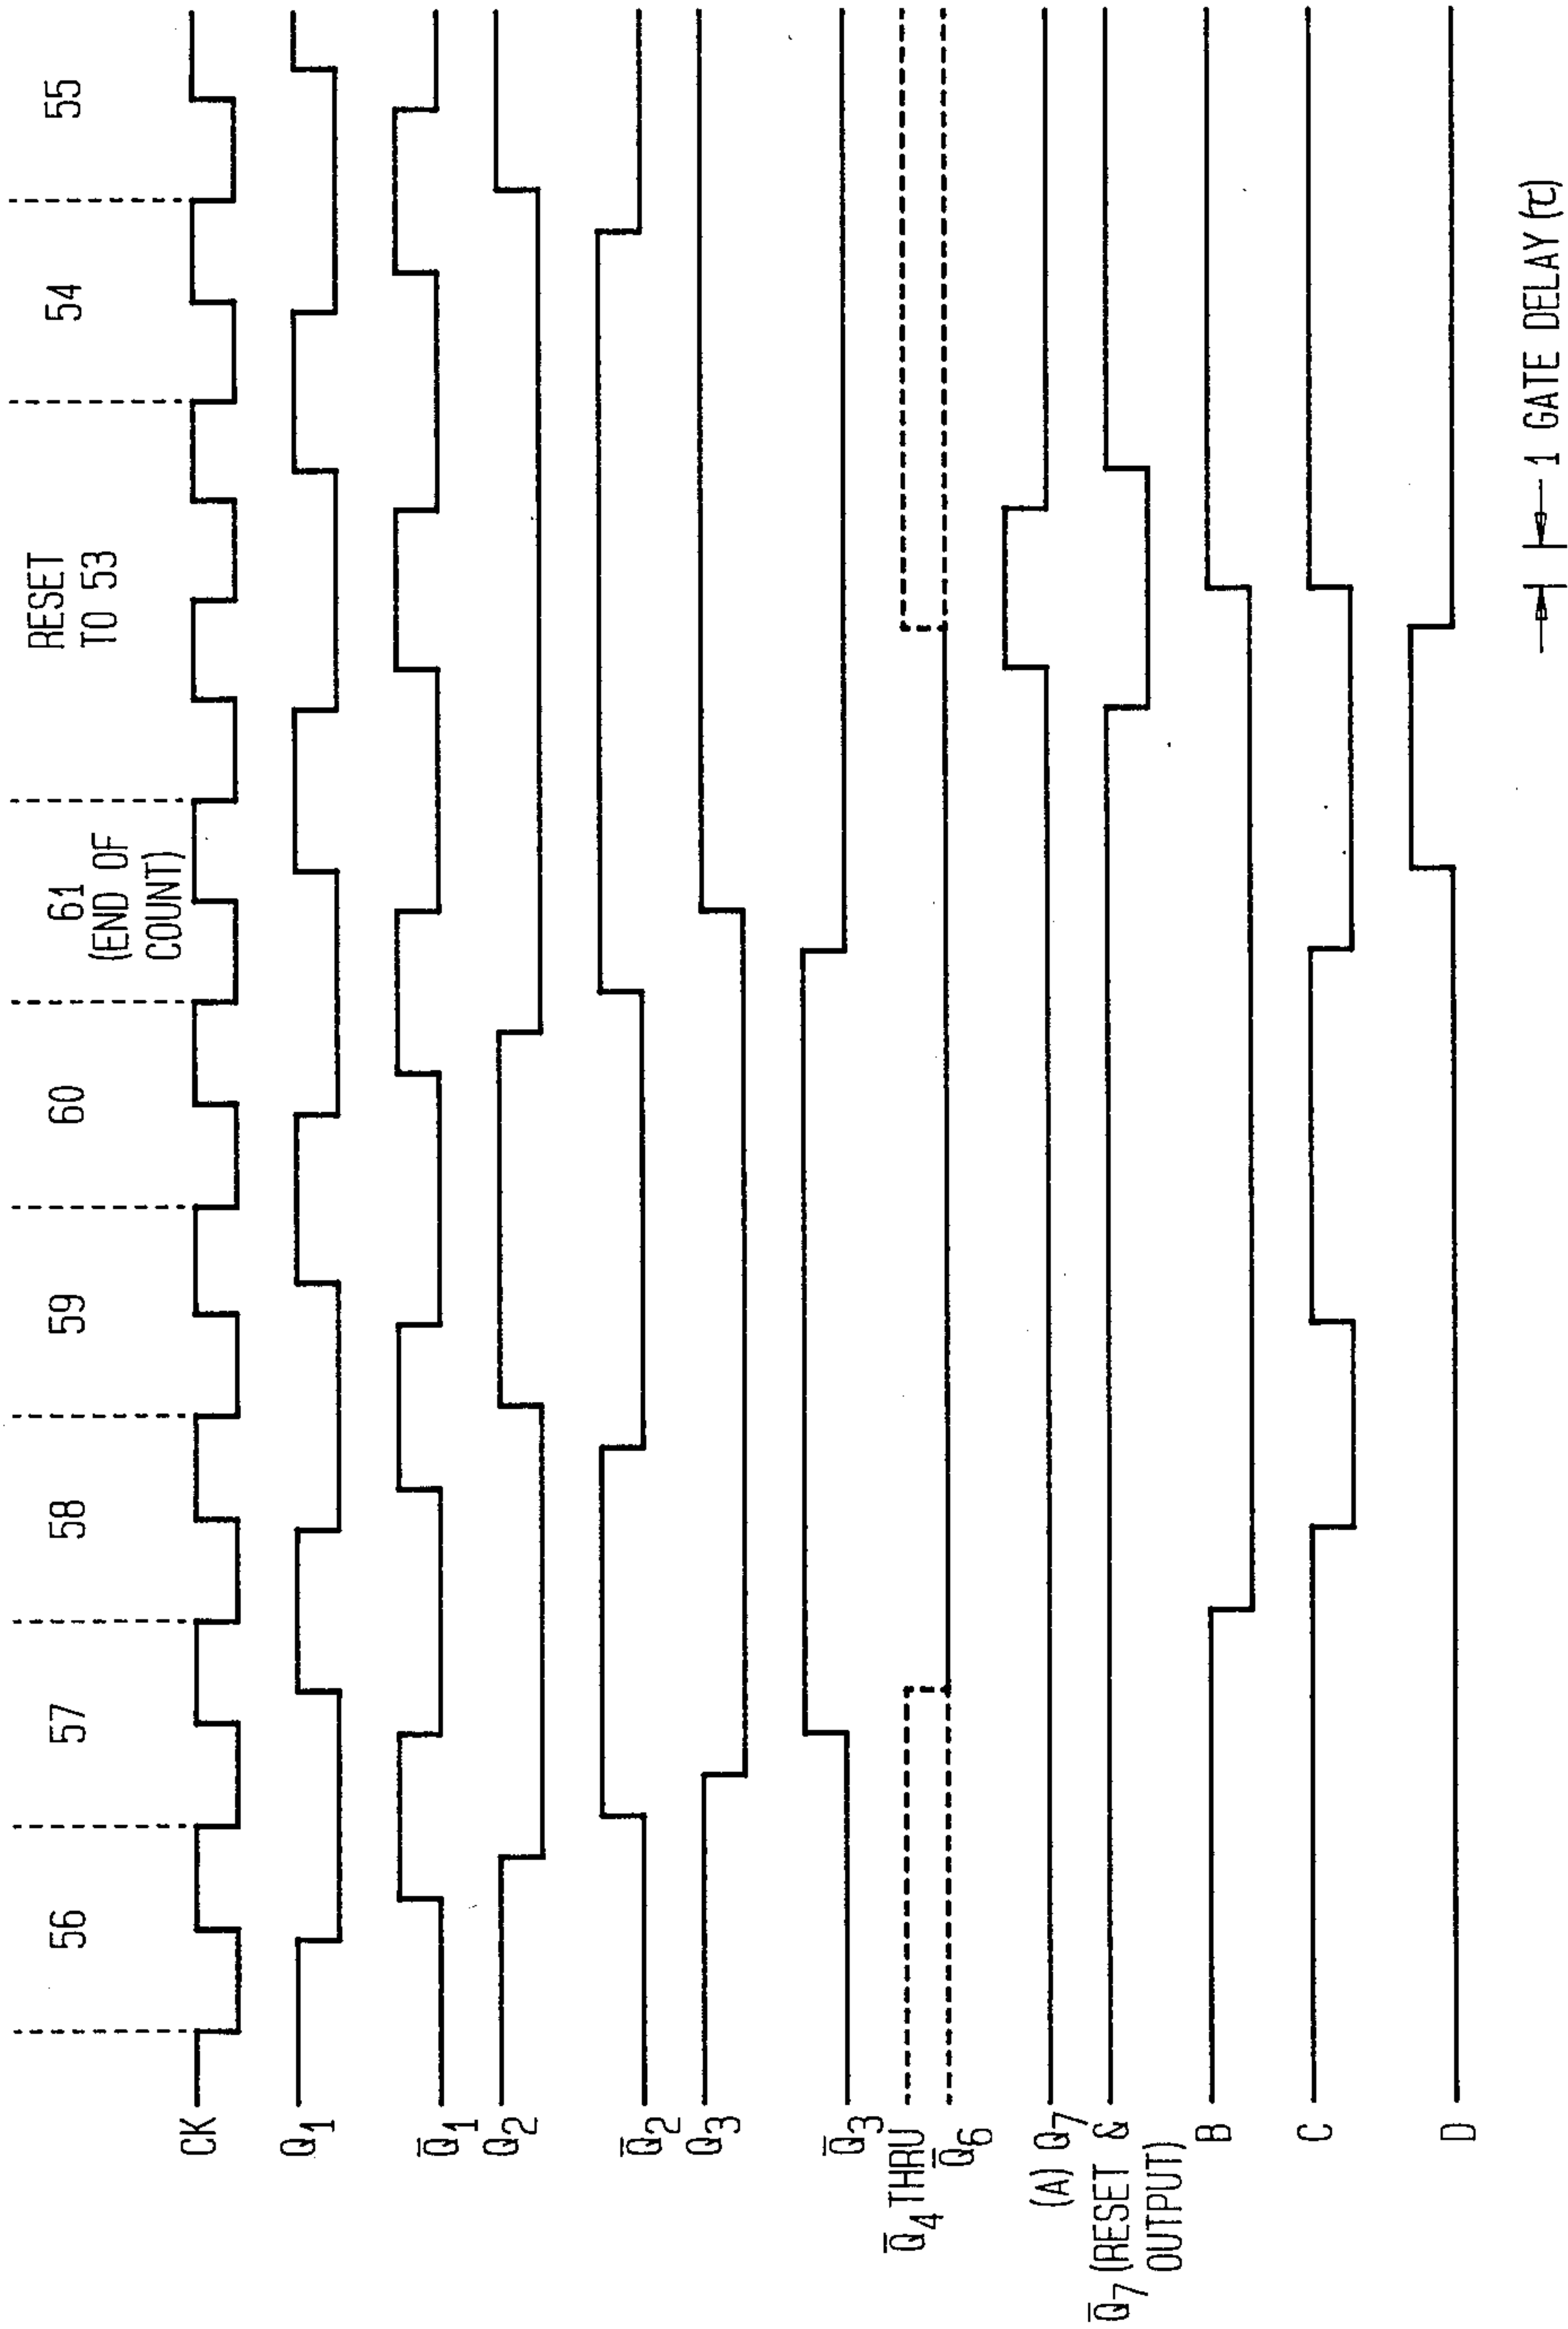 56
57
58
59
60
61
(END OF
COUNT)
RESET
TO 53
54
55
CK
Q1
Q̅1
Q2
Q̅2
Q3
Q̅3
Q̅4 THRU
Q̅6
(A) Q7
Q̅7 (RESET &
OUTPUT)
B
C
D
1 GATE DELAY (τ)